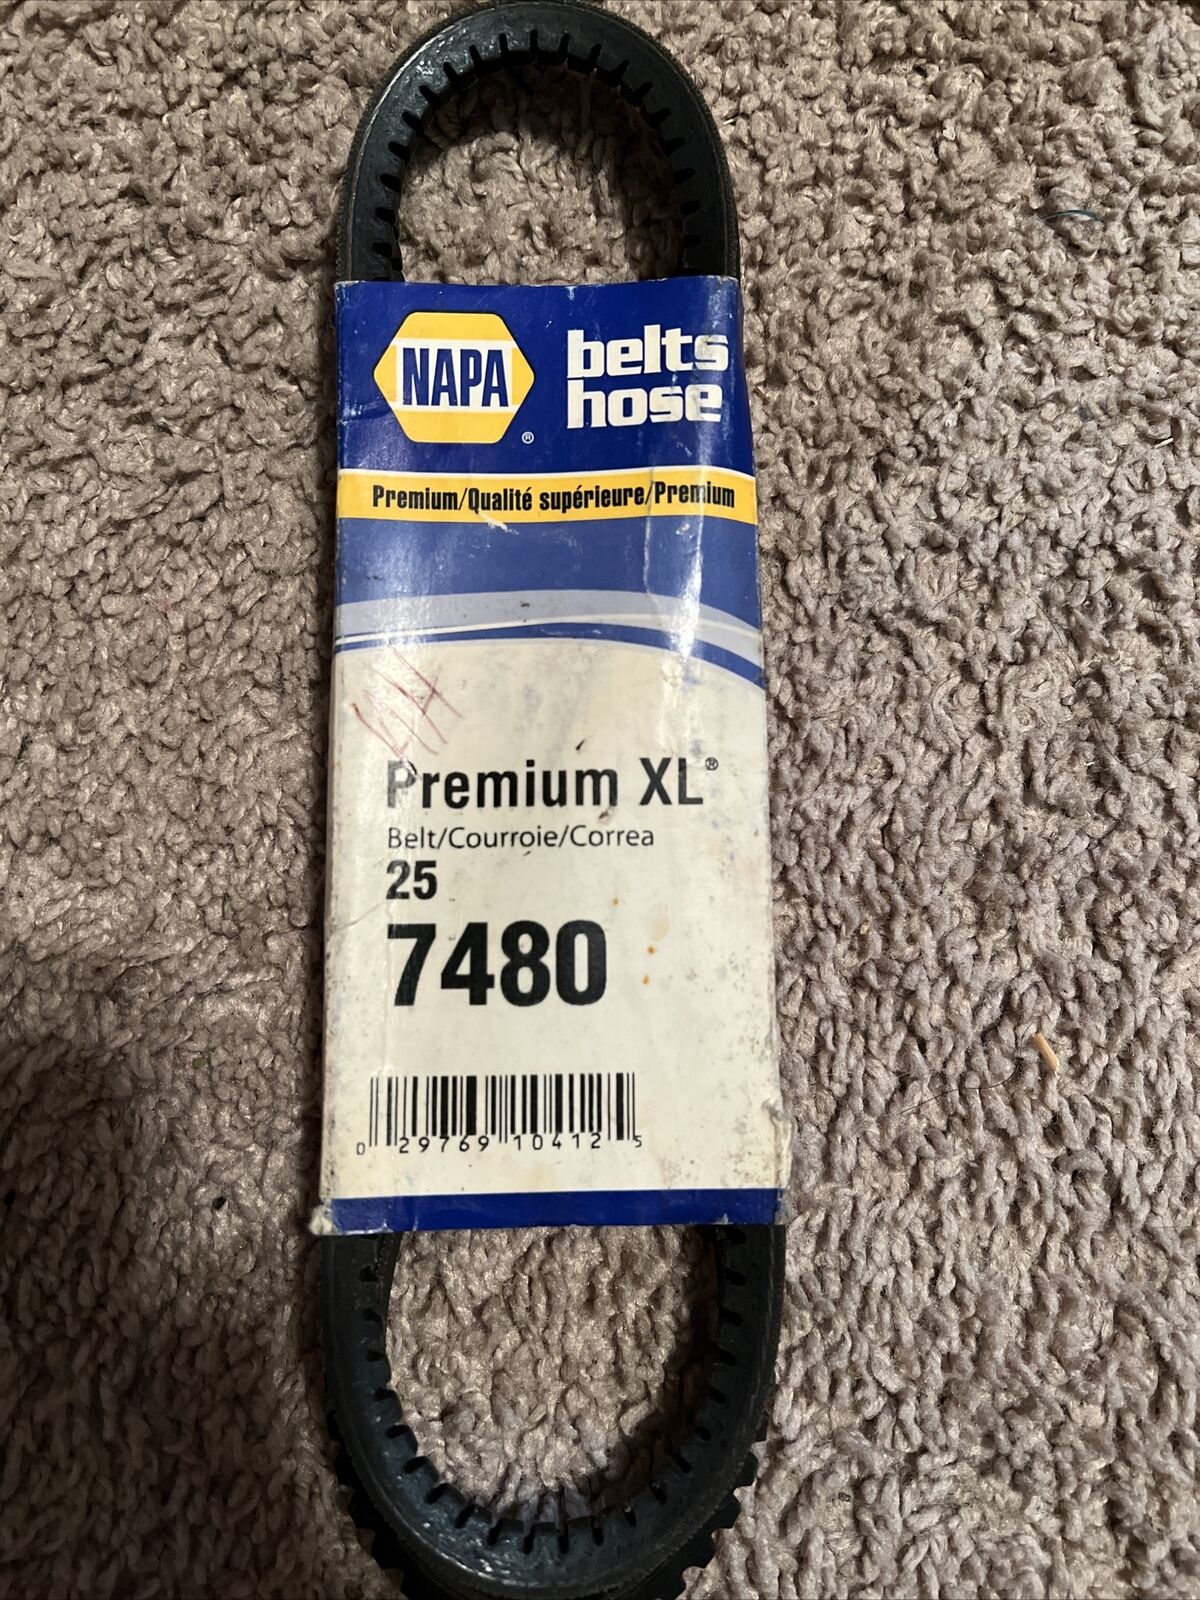 NAPA
®
belts
hose
Premium/Qualité supérieure/Premium
Premium XL®
Belt/Courroie/Correa
25
7480
0 29769 10412 5